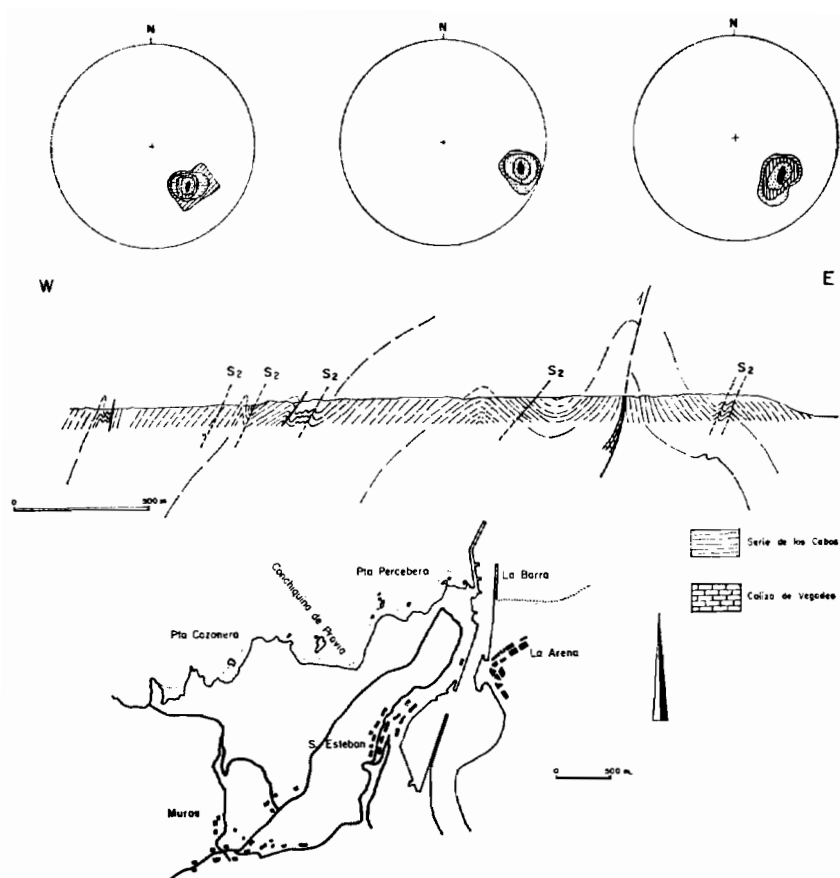 N
N
N
W
E
S₂
S₂
S₂
S₂
S₂
0 500 m.
Serie de los Cabos
Caliza de Vegadeo
Pta Percebera
La Barra
Conchiquina de Pravia
Pta Cazonera
La Arena
S. Esteban
0 500 m.
Muros